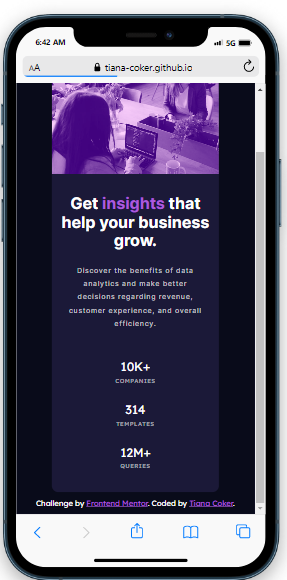 6:42 AM
5G
AA
tiana-coker.github.io
Get insights that
help your business
grow.
Discover the benefits of data
analytics and make better
decisions regarding revenue,
customer experience, and overall
efficiency.
10K+
COMPANIES
314
TEMPLATES
12M+
QUERIES
Challenge by Frontend Mentor. Coded by Tiana Coker.